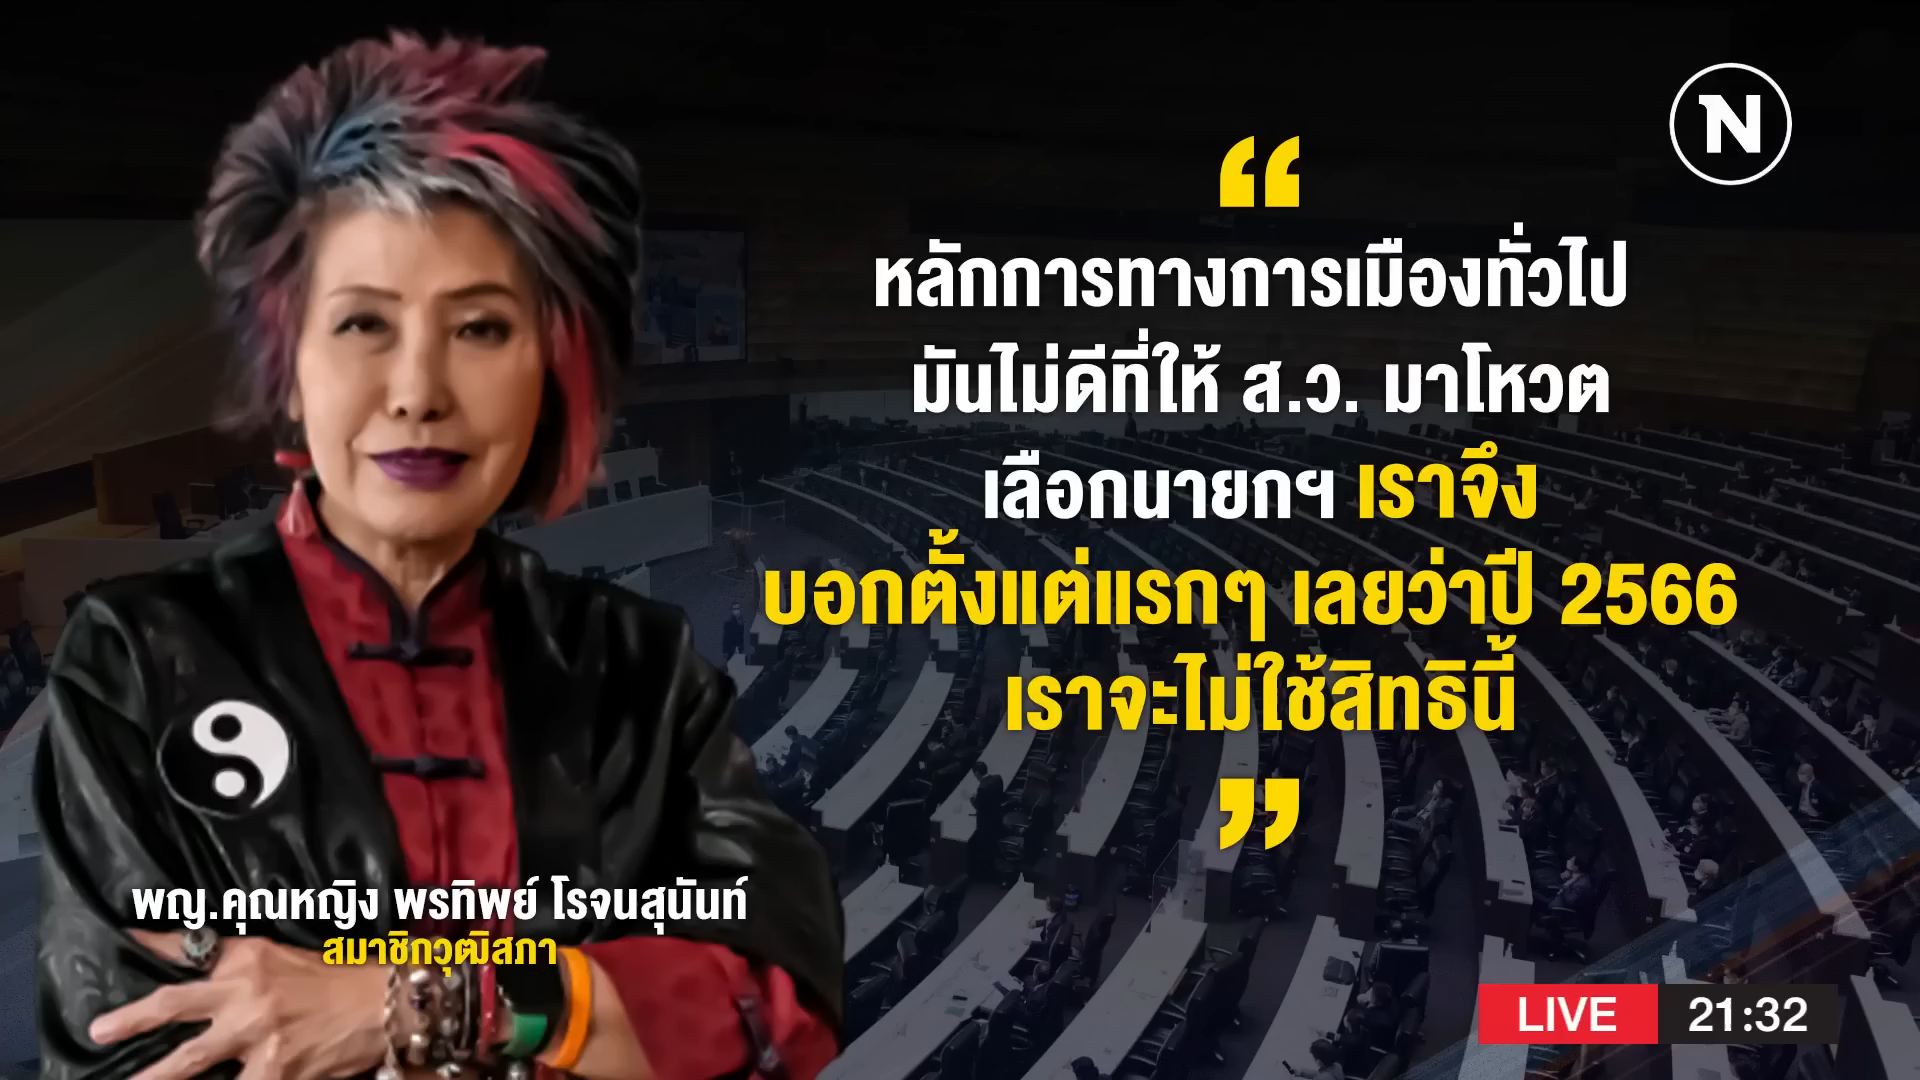 N
“
หลักการทางการเมืองทั่วไป
มันไม่ดีที่ให้ ส.ว. มาโหวต
เลือกนายกฯ เราจึง
บอกตั้งแต่แรกๆ เลยว่าปี 2566
เราจะไม่ใช้สิทธินี้
”
พญ.คุณหญิง พรทิพย์ โรจนสุนันท์
สมาชิกวุฒิสภา
LIVE 21:32